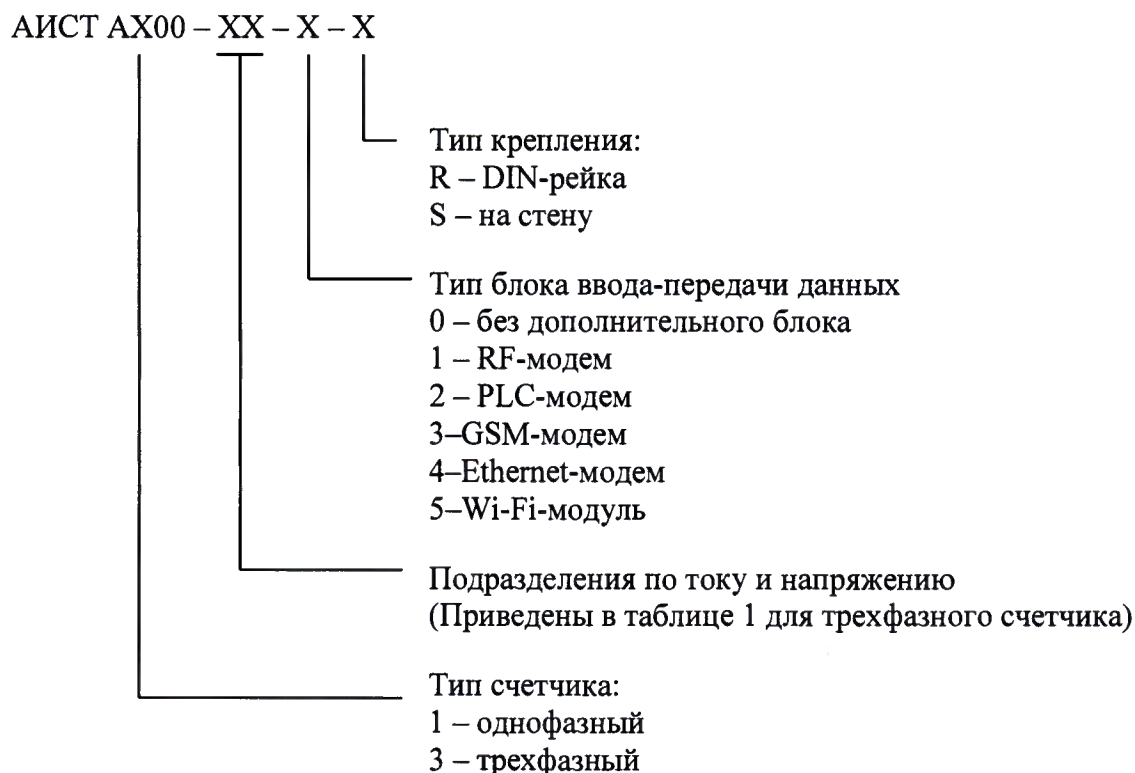 АИСТ АХ00 – ХХ – Х – Х
Тип крепления:
R – DIN-рейка
S – на стену
Тип блока ввода-передачи данных
0 – без дополнительного блока
1 – RF-модем
2 – PLC-модем
3–GSM-модем
4–Ethernet-модем
5–Wi-Fi-модуль
Подразделения по току и напряжению
(Приведены в таблице 1 для трехфазного счетчика)
Тип счетчика:
1 – однофазный
3 – трехфазный